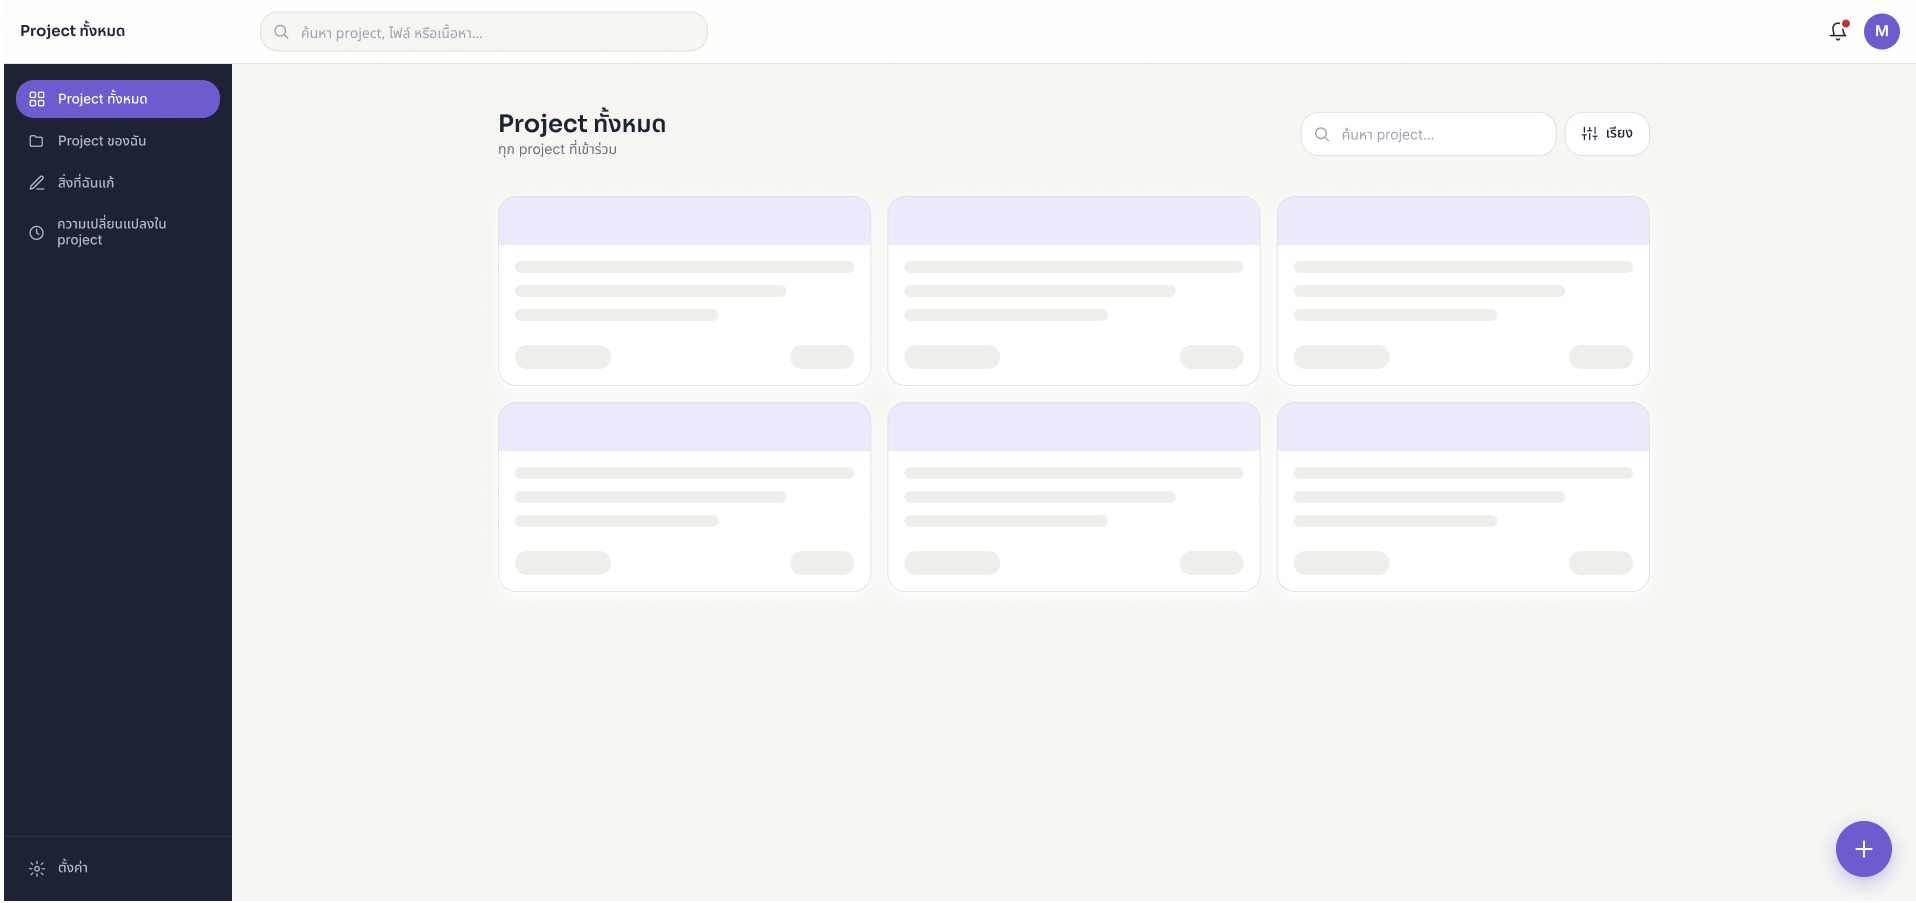 Project ทั้งหมด
ค้นหา project, ไฟล์ หรือเนื้อหา...
M
Project ทั้งหมด
Project ของฉัน
สิ่งที่ฉันแก้
ความเปลี่ยนแปลงใน
project
ตั้งค่า
Project ทั้งหมด
ทุก project ที่เข้าร่วม
ค้นหา project...
เรียง